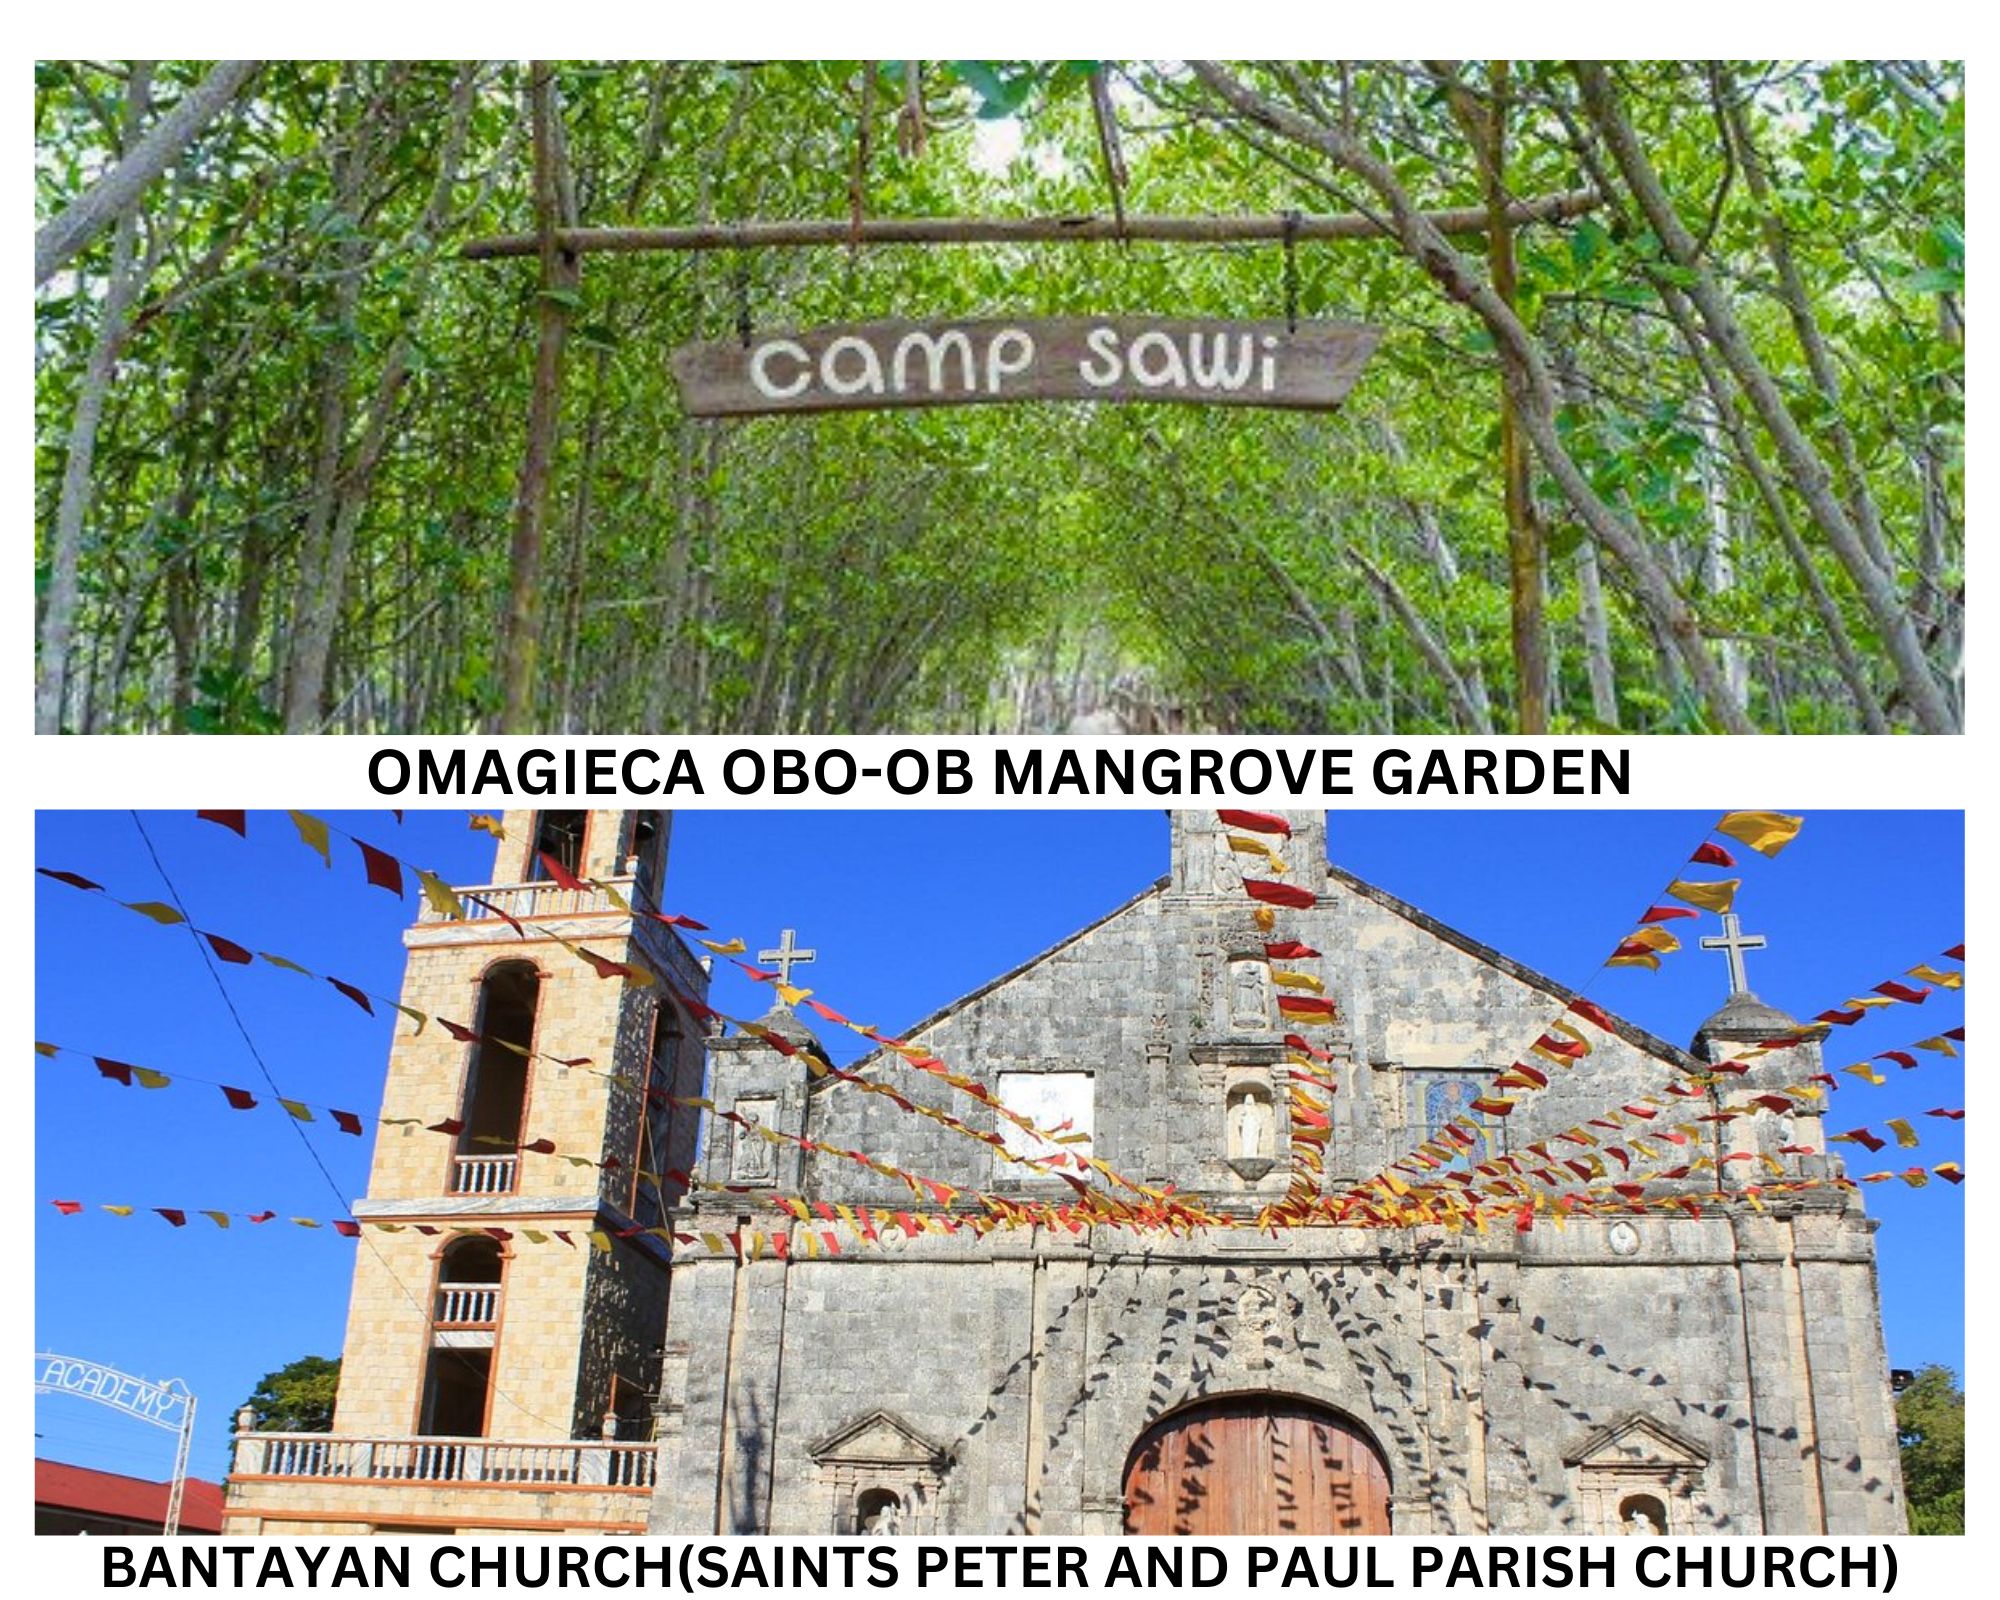 camp sawi
OMAGIECA OBO-OB MANGROVE GARDEN
ACADEMY
BANTAYAN CHURCH(SAINTS PETER AND PAUL PARISH CHURCH)